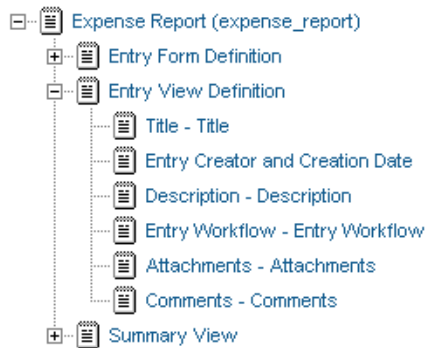 Expense Report (expense_report)
Entry Form Definition
Entry View Definition
Title - Title
Entry Creator and Creation Date
Description - Description
Entry Workflow - Entry Workflow
Attachments - Attachments
Comments - Comments
Summary View